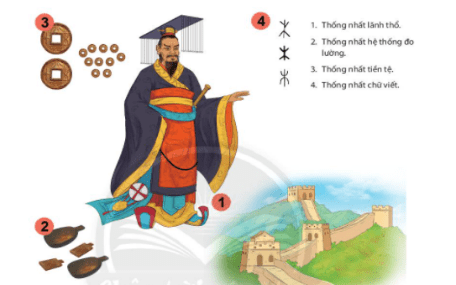 3
4
1. Thống nhất lãnh thổ.
2. Thống nhất hệ thống đo
lường.
3. Thống nhất tiền tệ.
4. Thống nhất chữ viết.
1
2